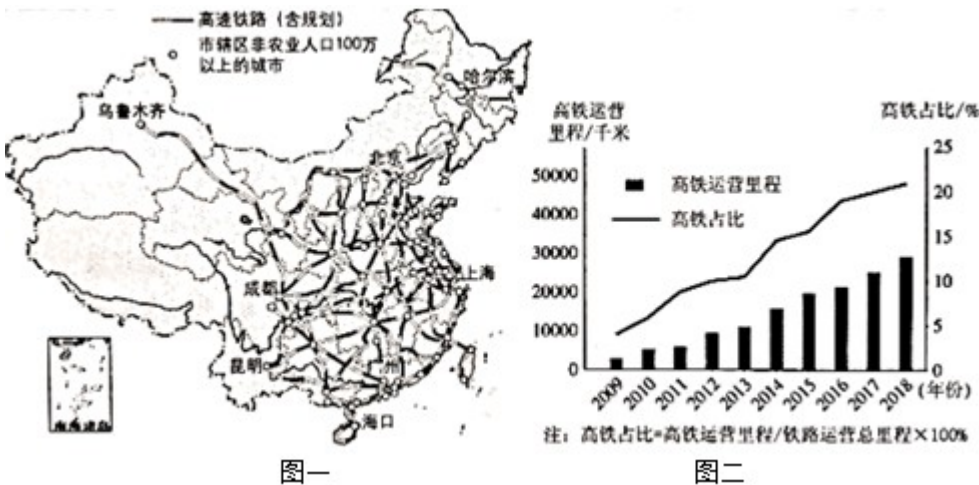 高速铁路（含规划）
市辖区非农业人口100万
以上的城市
哈尔滨
乌鲁木齐
北京
上海
成都
昆明
广州
海口
南海诸岛
图一
高铁运营
里程/千米
高铁占比/%
50000
40000
30000
20000
10000
0
25
20
15
10
5
0
高铁运营里程
高铁占比
2009
2010
2011
2012
2013
2014
2015
2016
2017
2018
(年份)
注：高铁占比=高铁运营里程/铁路运营总里程×100%
图二